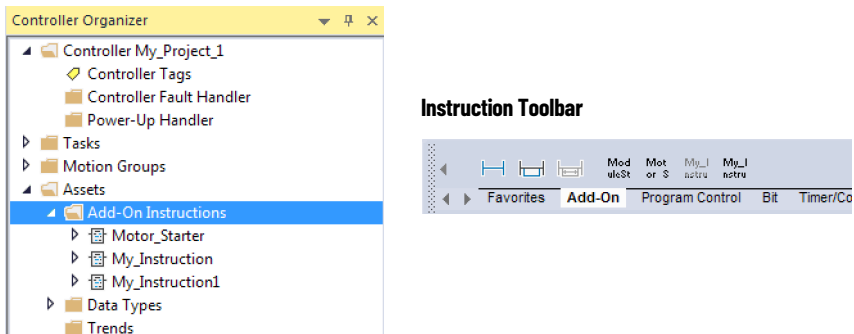 Controller Organizer
Controller My_Project_1
Controller Tags
Controller Fault Handler
Power-Up Handler
Tasks
Motion Groups
Assets
Add-On Instructions
Motor_Starter
My_Instruction
My_Instruction1
Data Types
Trends
Instruction Toolbar
Mod Mot My_I My_I
uleSt or S nstru nstru
Favorites Add-On Program Control Bit Timer/Co